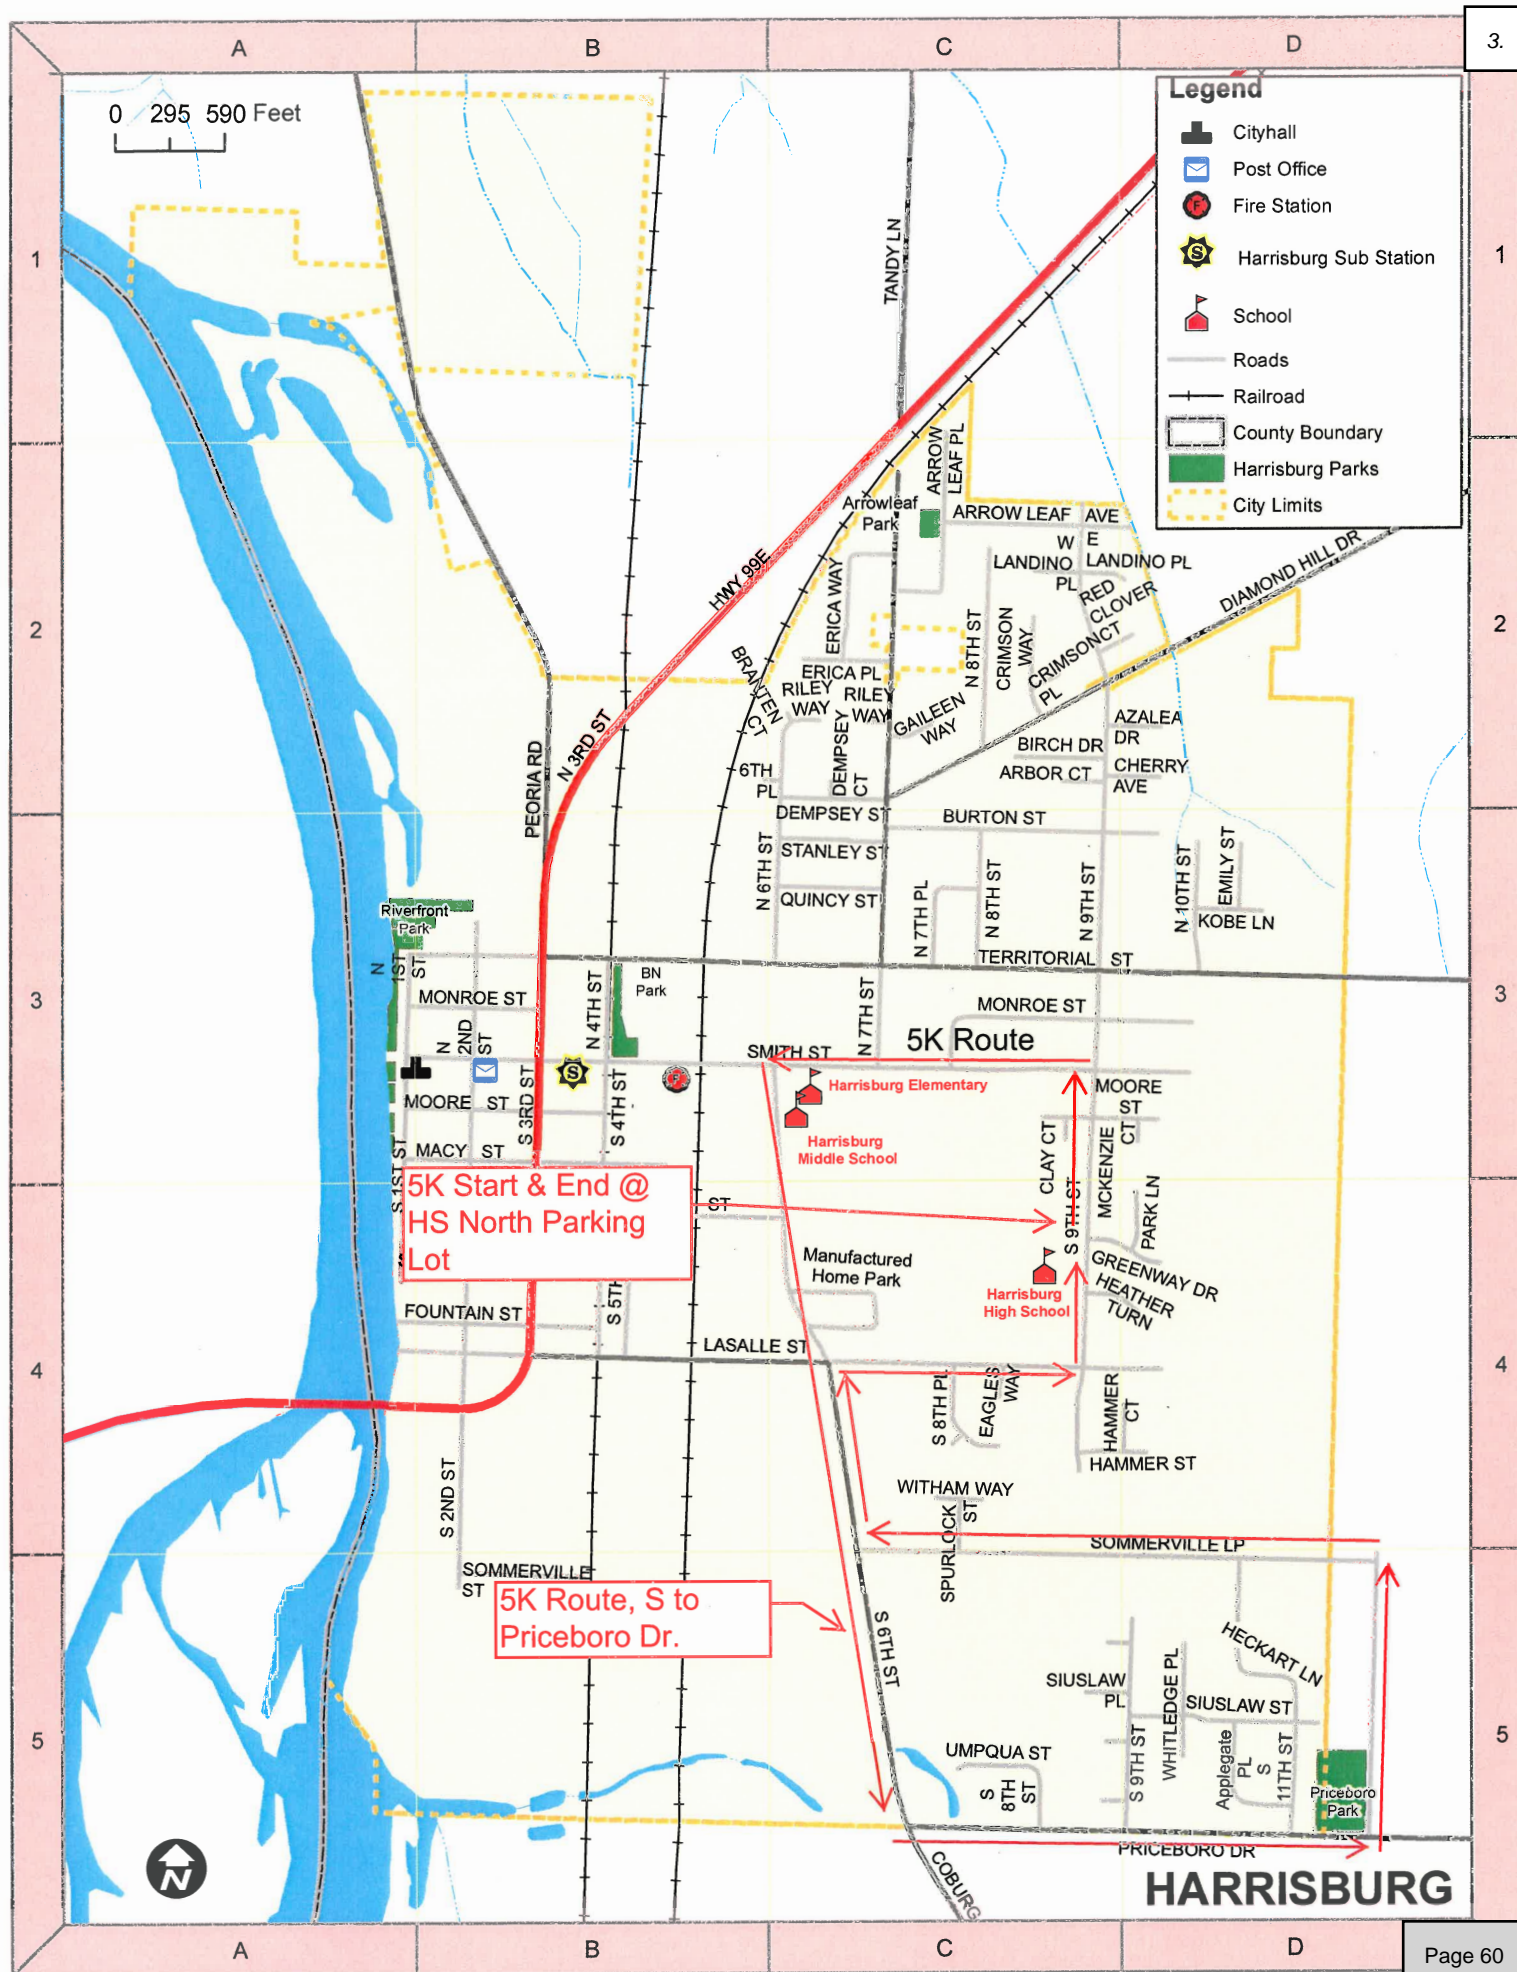 A
B
C
D
3.
0 295 590 Feet
Legend
Cityhall
Post Office
F
Fire Station
S
Harrisburg Sub Station
School
Roads
Railroad
County Boundary
Harrisburg Parks
City Limits
1
1
TANDY LN
HWY 99E
ARROW
LEAF PL
Arrowleaf
Park
ARROW LEAF AVE
W
LANDINO
PL
E
LANDINO PL
RED
CLOVER
CT
DIAMOND HILL DR
2
2
ERICA WAY
ERICA PL
N 8TH ST
CRIMSON
WAY
CRIMSON
PL
BRANTEN
CT
RILEY
WAY
RILEY
WAY
GAILEEN
WAY
DEMPSEY
CT
AZALEA
DR
BIRCH DR
ARBOR CT
CHERRY
AVE
N 3RD ST
PEORIA RD
6TH
PL
DEMPSEY ST
BURTON ST
STANLEY ST
N 6TH ST
QUINCY ST
N 7TH PL
N 8TH ST
N 9TH ST
N 10TH ST
EMILY ST
KOBE LN
Riverfront
Park
TERRITORIAL ST
N
1ST
ST
BN
Park
3
3
MONROE ST
N 4TH ST
N 7TH ST
MONROE ST
N
2ND
ST
5K Route
SMITH ST
S
F
Harrisburg Elementary
MOORE
ST
MOORE ST
S 3RD ST
S 4TH ST
CLAY CT
MCKENZIE
CT
MACY ST
Harrisburg
Middle School
S 1ST ST
5K Start & End @
HS North Parking
Lot
ST
S 9TH ST
PARK LN
Manufactured
Home Park
GREENWAY DR
HEATHER
TURN
Harrisburg
High School
FOUNTAIN ST
S 5TH
LASALLE ST
4
4
S 8TH PL
EAGLES
WAY
HAMMER
CT
HAMMER ST
S 2ND ST
WITHAM WAY
SPURLOCK
ST
SOMMERVILLE LP
SOMMERVILLE
ST
5K Route, S to
Priceboro Dr.
S 6TH ST
HECKART LN
SIUSLAW
PL
WHITLEDGE PL
SIUSLAW ST
5
5
UMPQUA ST
S
8TH
ST
S 9TH ST
Applegate
PL
S
11TH ST
Priceboro
Park
PRICEBORO DR
N
COBURG
HARRISBURG
A
B
C
D
Page 60